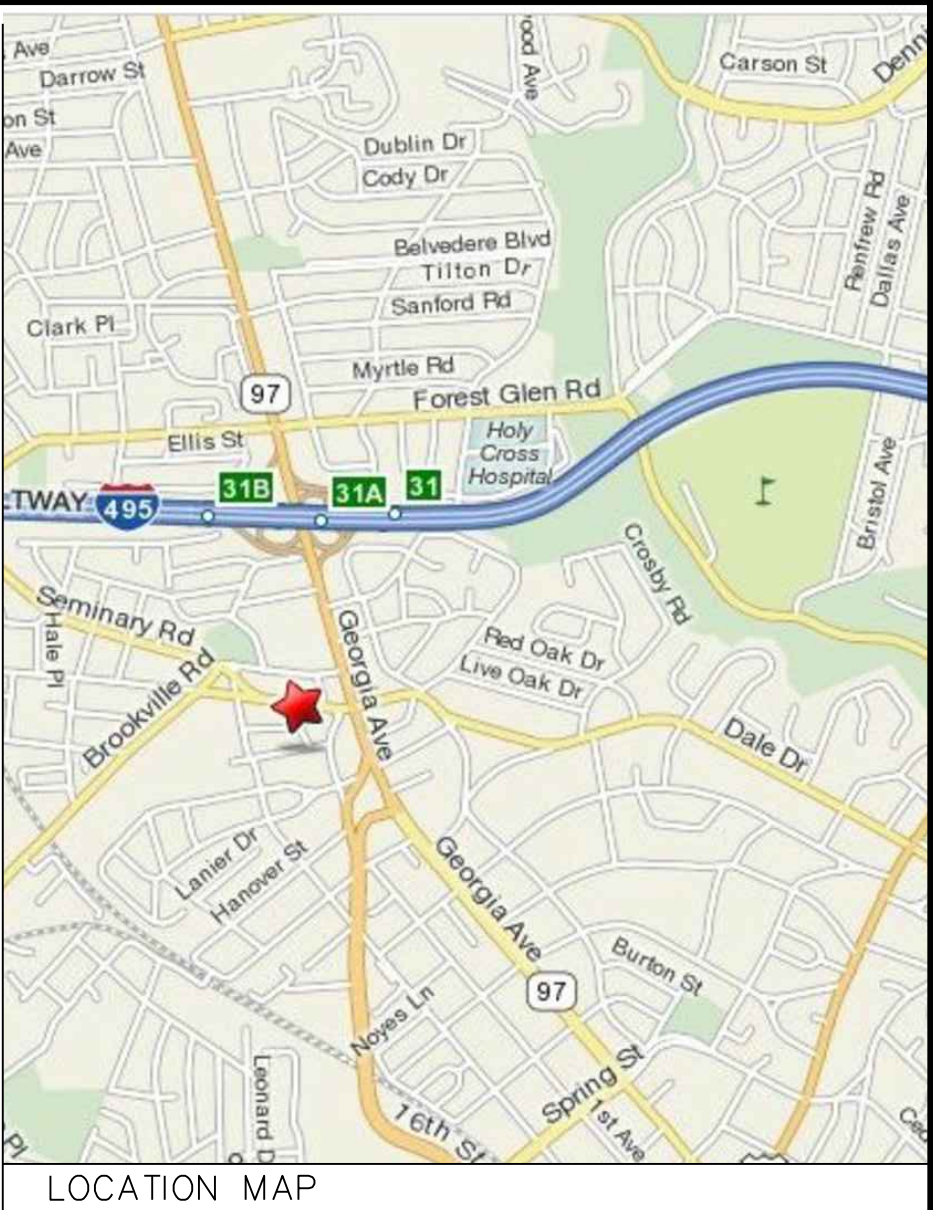 Ave
Darrow St
on St
Ave
ood Ave
Carson St
Denni
Dublin Dr
Cody Dr
Belvedere Blvd
Tilton Dr
Sanford Rd
Renfrew Rd
Dallas Ave
Clark Pl
Myrtle Rd
97
Forest Glen Rd
Ellis St
Holy
Cross
Hospital
31B
31A
31
LTWAY
495
Bristol Ave
Crosby Rd
Seminary Rd
Hale Pl
Brookville Rd
Georgia Ave
Red Oak Dr
Live Oak Dr
Dale Dr
Lanier Dr
Hanover St
Georgia Ave
Burton St
97
Noyes Ln
Spring St
1st Ave
16th St
Leonard D
Ced
Pl
LOCATION MAP